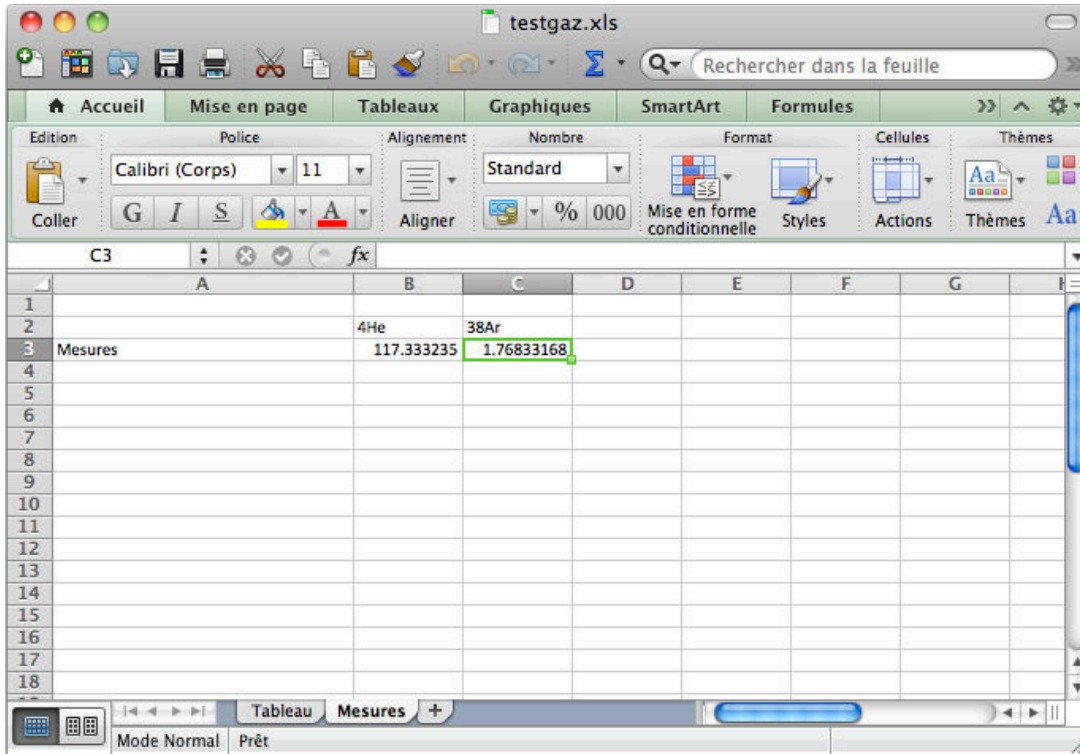 testgaz.xls
Rechercher dans la feuille
Accueil Mise en page Tableaux Graphiques SmartArt Formules
Edition Police Alignement Nombre Format Cellules Thèmes
Calibri (Corps) 11 Standard
Coller G I S A Aligner % 000 Mise en forme conditionnelle Styles Actions Thèmes Aa
C3 fx
A B C D E F G H
1
2 4He 38Ar
3 Mesures 117.333235 1.76833168
4
5
6
7
8
9
10
11
12
13
14
15
16
17
18
Tableau Mesures +
Mode Normal Prêt